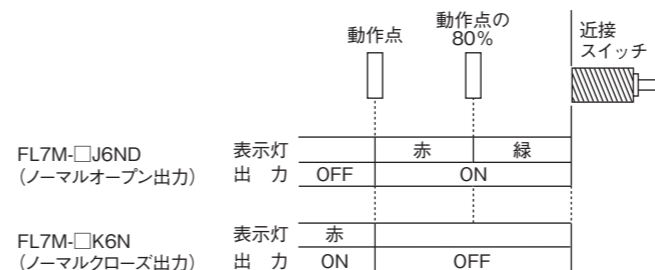 動作点
動作点の
80%
近接
スイッチ
FL7M-□J6ND
(ノーマルオープン出力)
表示灯 赤 緑
出 力 OFF ON
FL7M-□K6N
(ノーマルクローズ出力)
表示灯 赤
出 力 ON OFF